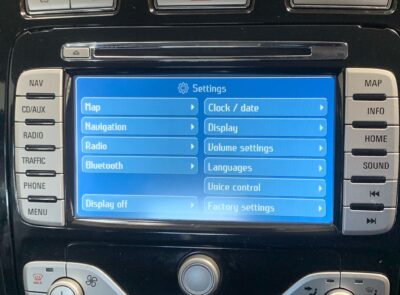 Settings
NAV
CD/AUX
RADIO
TRAFFIC
PHONE
MENU
Map
Navigation
Radio
Bluetooth
Display off
Clock / date
Display
Volume settings
Languages
Voice control
Factory settings
MAP
INFO
HOME
SOUND